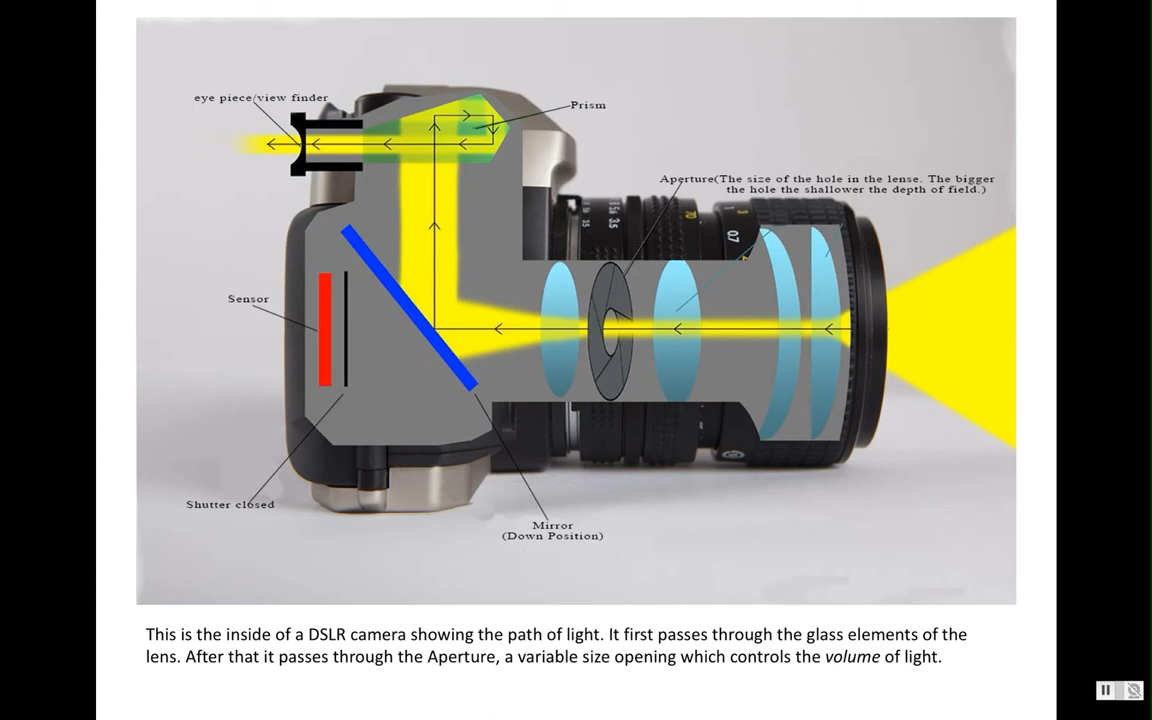 eye piece/view finder
Prism
Aperture(The size of the hole in the lense. The bigger
the hole the shallower the depth of field.)
Sensor
Shutter closed
Mirror
(Down Position)
This is the inside of a DSLR camera showing the path of light. It first passes through the glass elements of the
lens. After that it passes through the Aperture, a variable size opening which controls the volume of light.